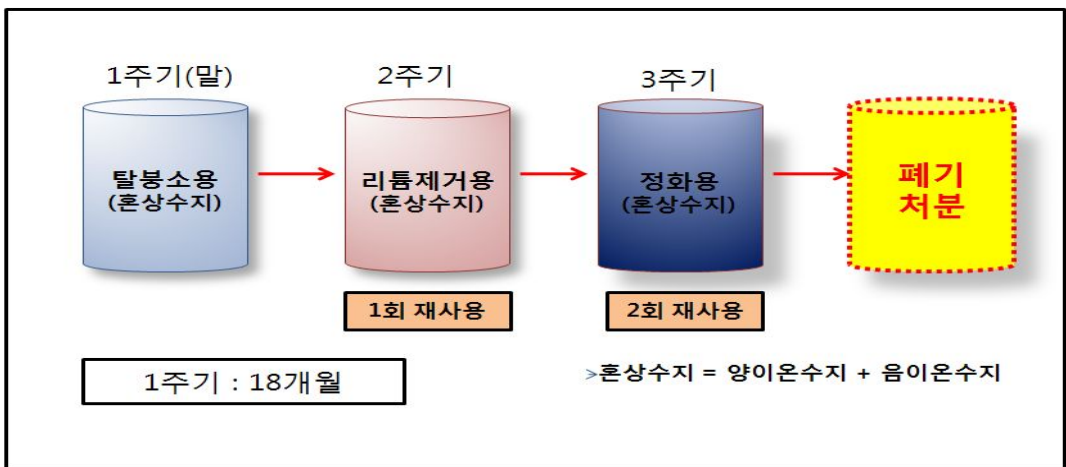 1주기(말)
2주기
3주기
탈붕소용
(혼상수지)
리튬제거용
(혼상수지)
정화용
(혼상수지)
폐기
처분
1회 재사용
2회 재사용
1주기 : 18개월
>혼상수지 = 양이온수지 + 음이온수지